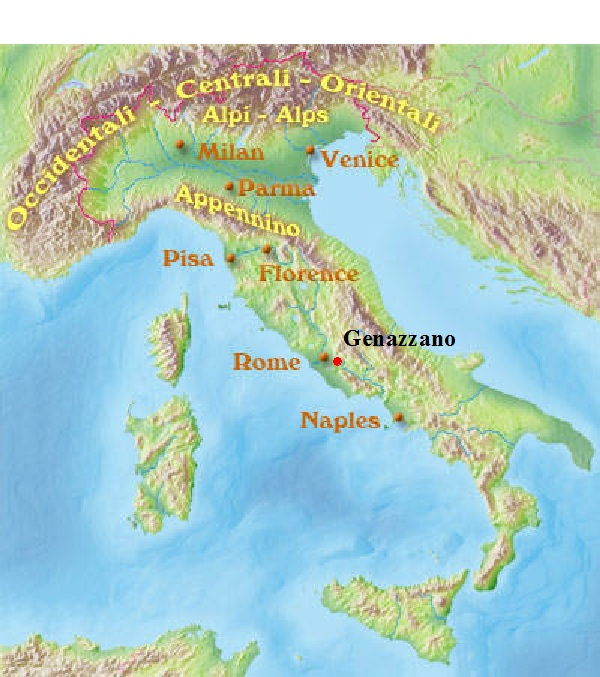 Occidentali - Centrali - Orientali
Alpi - Alps
Milan
Venice
Parma
Appennino
Pisa
Florence
Genazzano
Rome
Naples